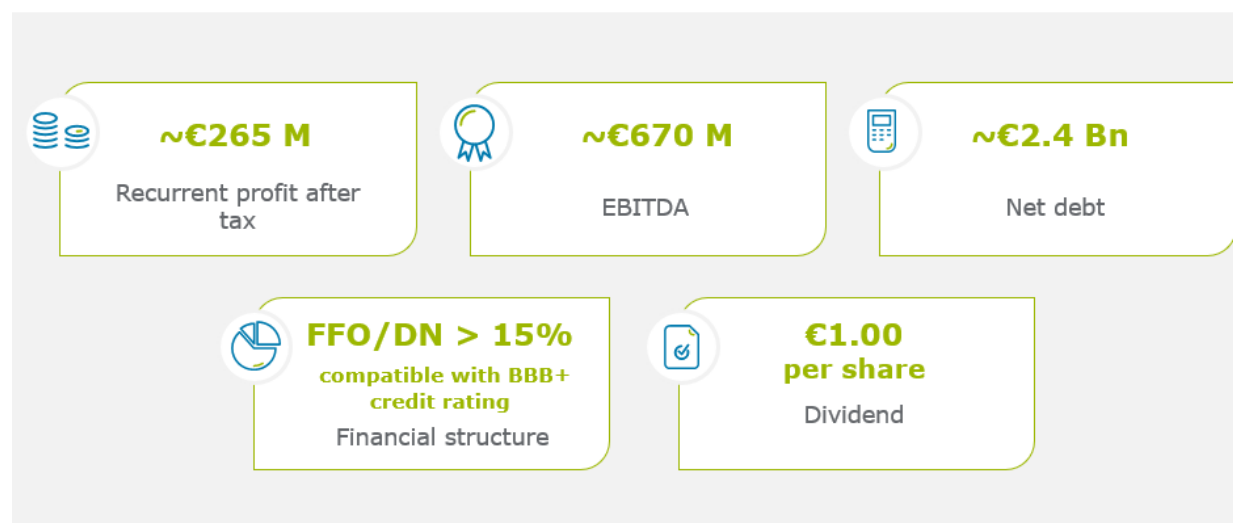 ~€265 M
Recurrent profit after
tax
~€670 M
EBITDA
~€2.4 Bn
Net debt
FFO/DN > 15%
compatible with BBB+
credit rating
Financial structure
€1.00
per share
Dividend